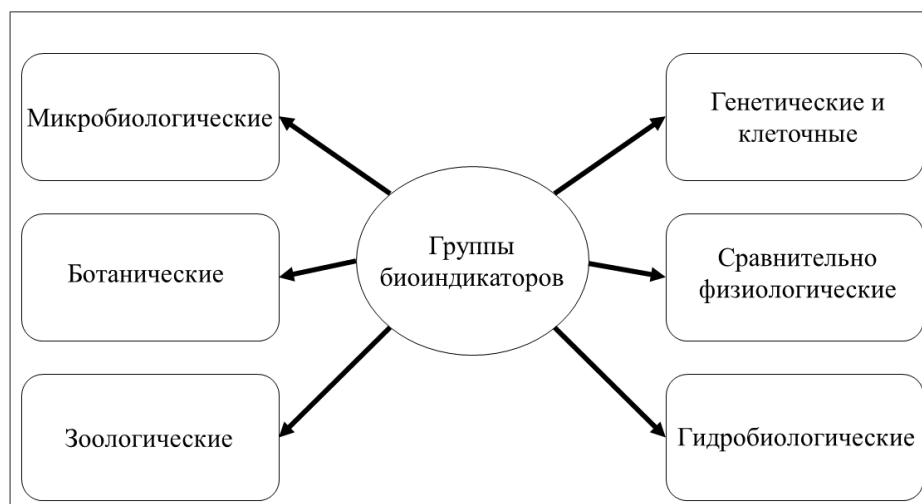 Микробиологические
Ботанические
Зоологические
Группы
биоиндикаторов
Генетические и
клеточные
Сравнительно
физиологические
Гидробиологические